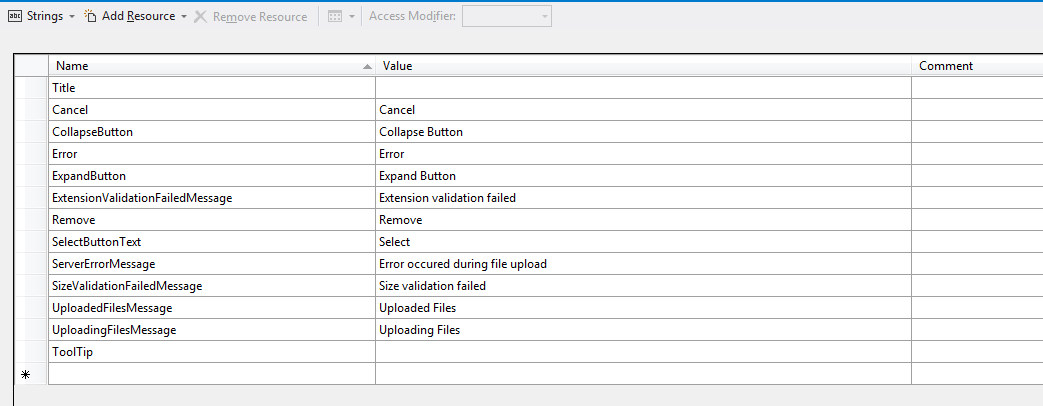 abc Strings Add Resource Remove Resource Access Modifier:
Name Value Comment
Title
Cancel Cancel
CollapseButton Collapse Button
Error Error
ExpandButton Expand Button
ExtensionValidationFailedMessage Extension validation failed
Remove Remove
SelectButtonText Select
ServerErrorMessage Error occured during file upload
SizeValidationFailedMessage Size validation failed
UploadedFilesMessage Uploaded Files
UploadingFilesMessage Uploading Files
ToolTip